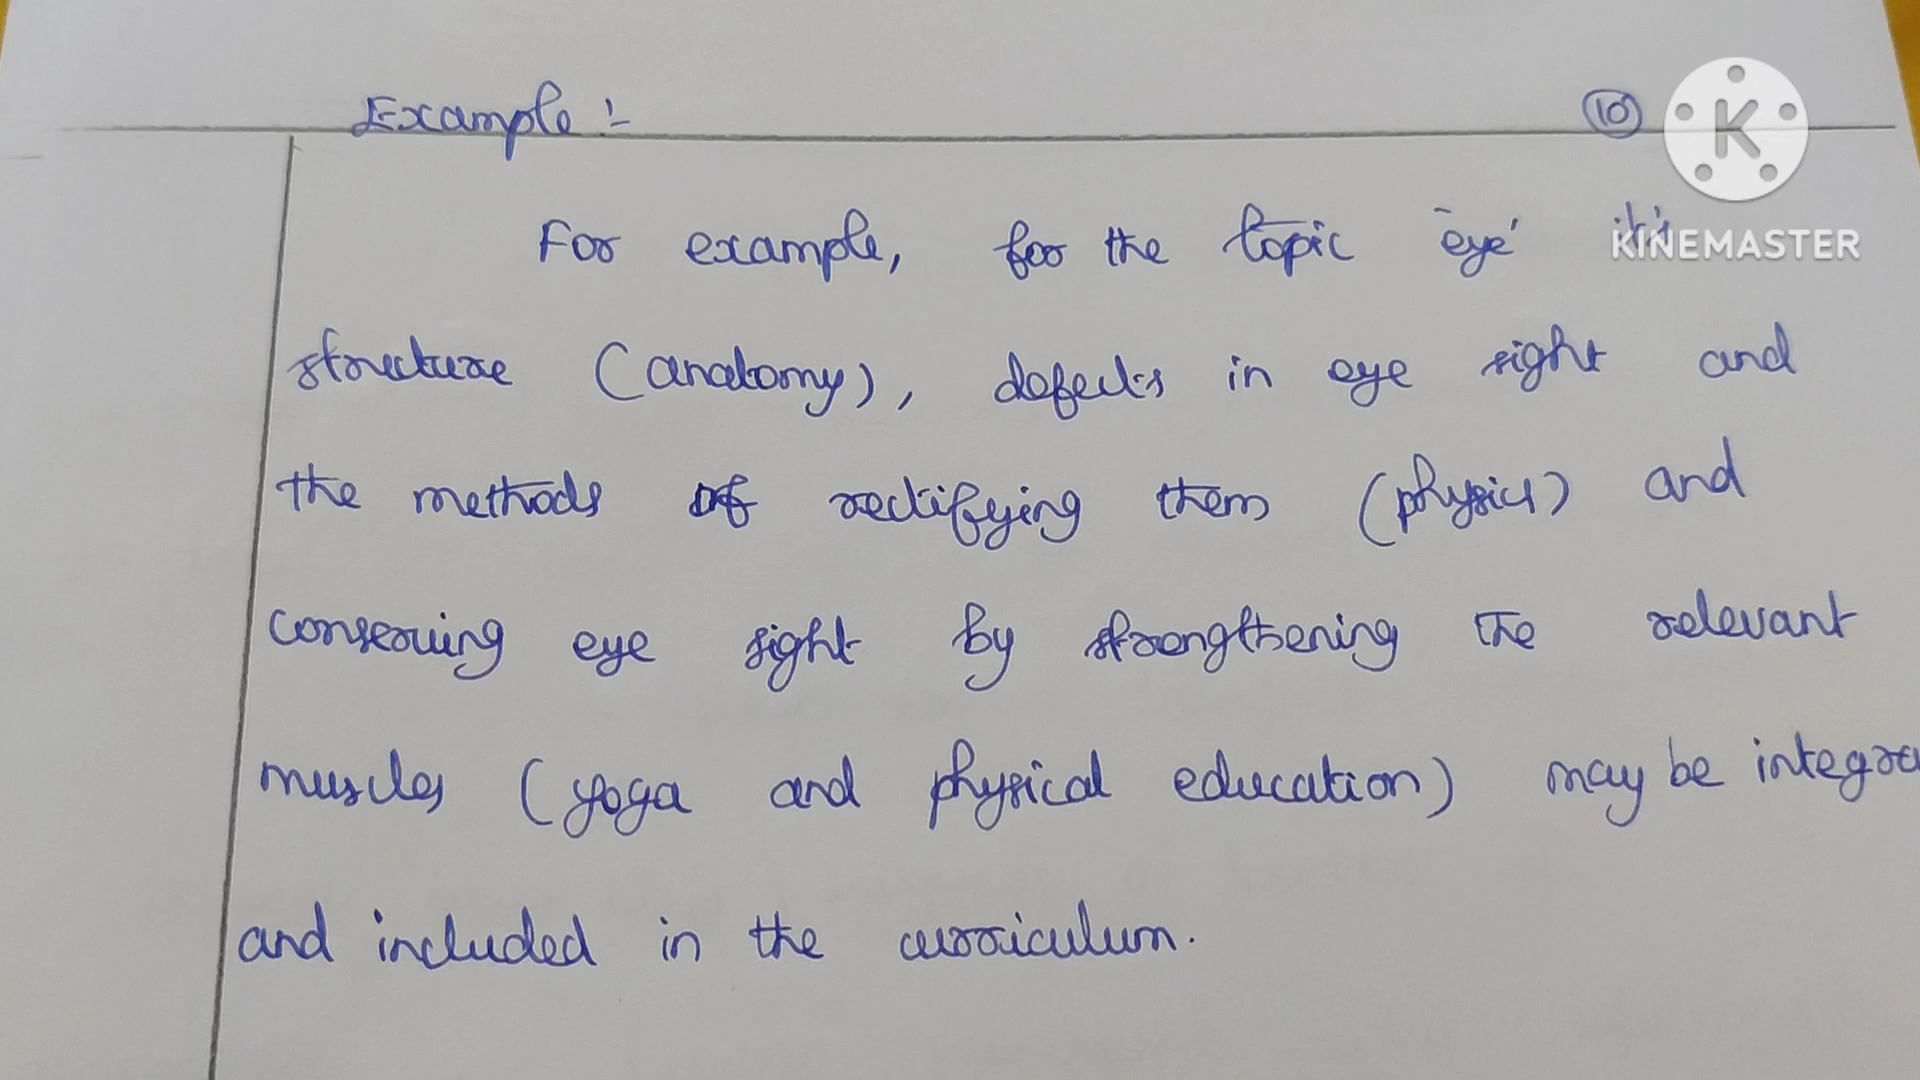 Example :-
10
K
KINEMASTER
For example, for the topic 'eye' it's
structure (anatomy), defects in eye sight and
the methods of rectifying them (physics) and
conserving eye sight by strengthening the relevant
muscles (yoga and physical education) may be integra
and included in the curriculum.